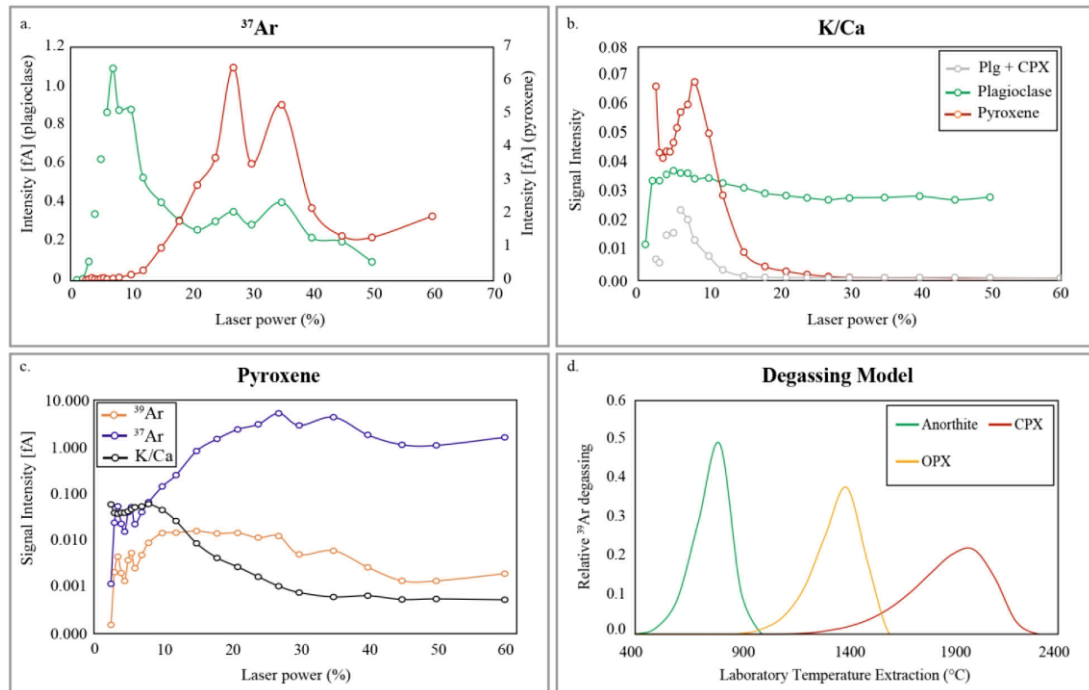 a.
³⁷Ar
Intensity [fA] (plagioclase)
1.2
1.0
0.8
0.6
0.4
0.2
0
7
6
5
4
3
2
1
0
Intensity [fA] (pyroxene)
0 10 20 30 40 50 60 70
Laser power (%)
b.
K/Ca
Signal Intensity
0.08
0.07
0.06
0.05
0.04
0.03
0.02
0.01
0.00
Plg + CPX
Plagioclase
Pyroxene
0 10 20 30 40 50 60
Laser power (%)
c.
Pyroxene
Signal Intensity [fA]
10.000
1.000
0.100
0.010
0.001
0.000
³⁹Ar
³⁷Ar
K/Ca
0 10 20 30 40 50 60
Laser power (%)
d.
Degassing Model
Relative ³⁹Ar degassing
0.6
0.5
0.4
0.3
0.2
0.1
0.0
Anorthite CPX
OPX
400 900 1400 1900 2400
Laboratory Temperature Extraction (°C)